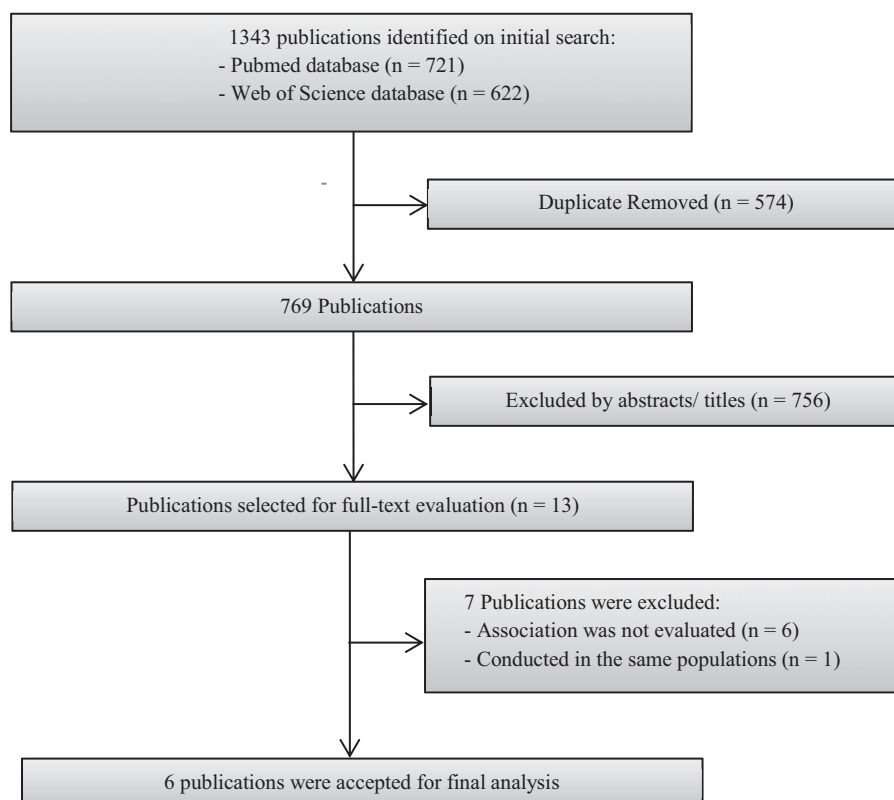 1343 publications identified on initial search:
- Pubmed database (n = 721)
- Web of Science database (n = 622)
-
Duplicate Removed (n = 574)
769 Publications
Excluded by abstracts/ titles (n = 756)
Publications selected for full-text evaluation (n = 13)
7 Publications were excluded:
- Association was not evaluated (n = 6)
- Conducted in the same populations (n = 1)
6 publications were accepted for final analysis